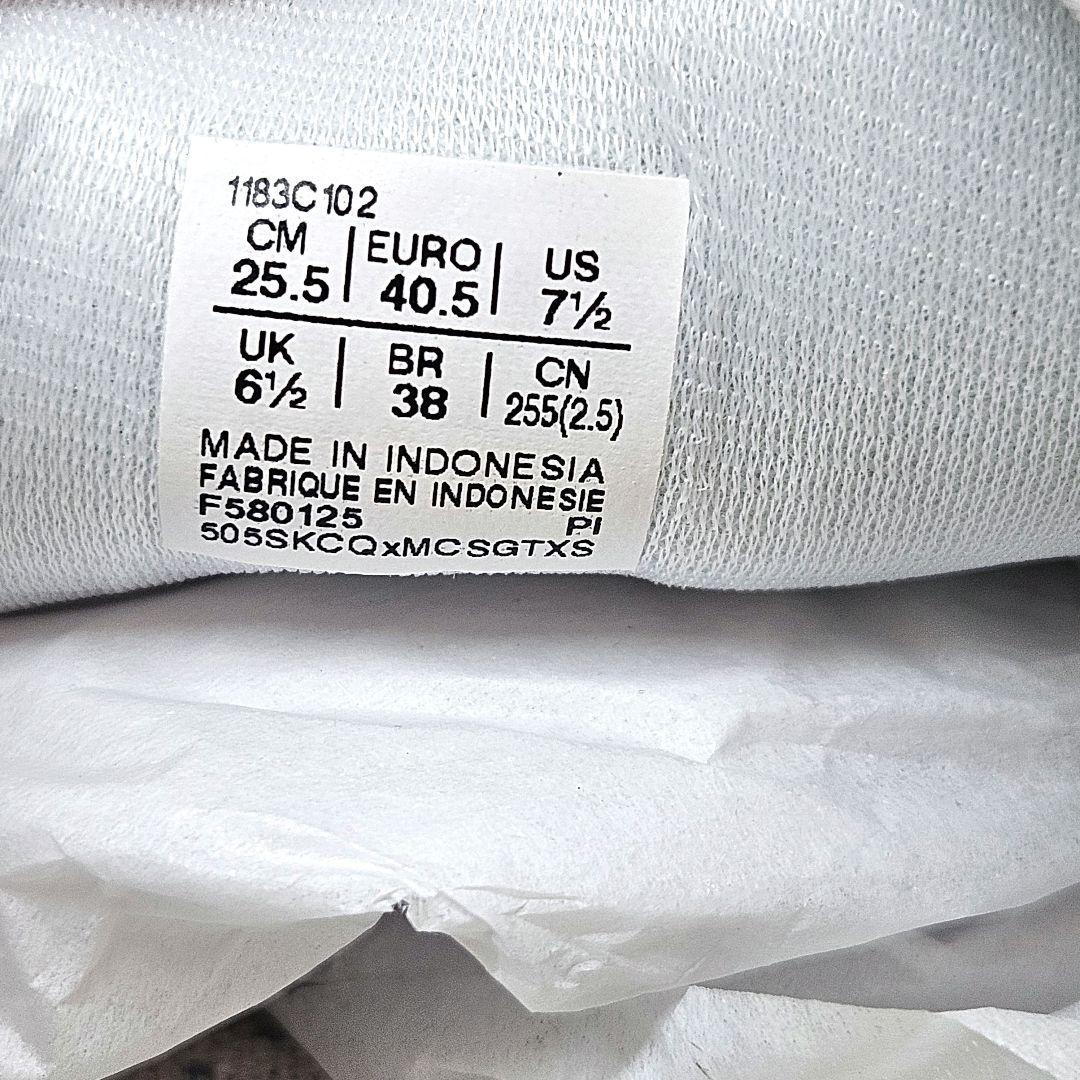 1183C102
CM | EURO | US
25.5 | 40.5 | 7½
UK | BR | CN
6½ | 38 | 255(2.5)
MADE IN INDONESIA
FABRIQUE EN INDONESIE
F580125 PI
505SKCQxMCSGTXS